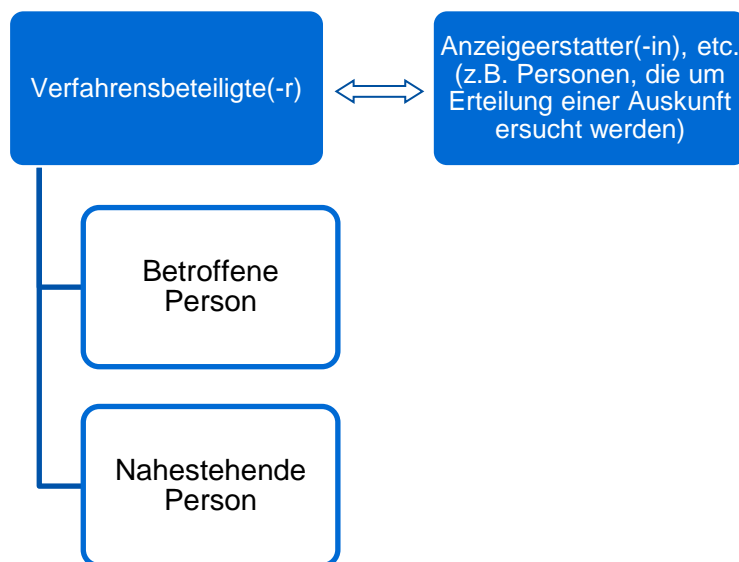 Verfahrensbeteiligte(-r)
Anzeigeerstatter(-in), etc.
(z.B. Personen, die um
Erteilung einer Auskunft
ersucht werden)
Betroffene
Person
Nahestehende
Person